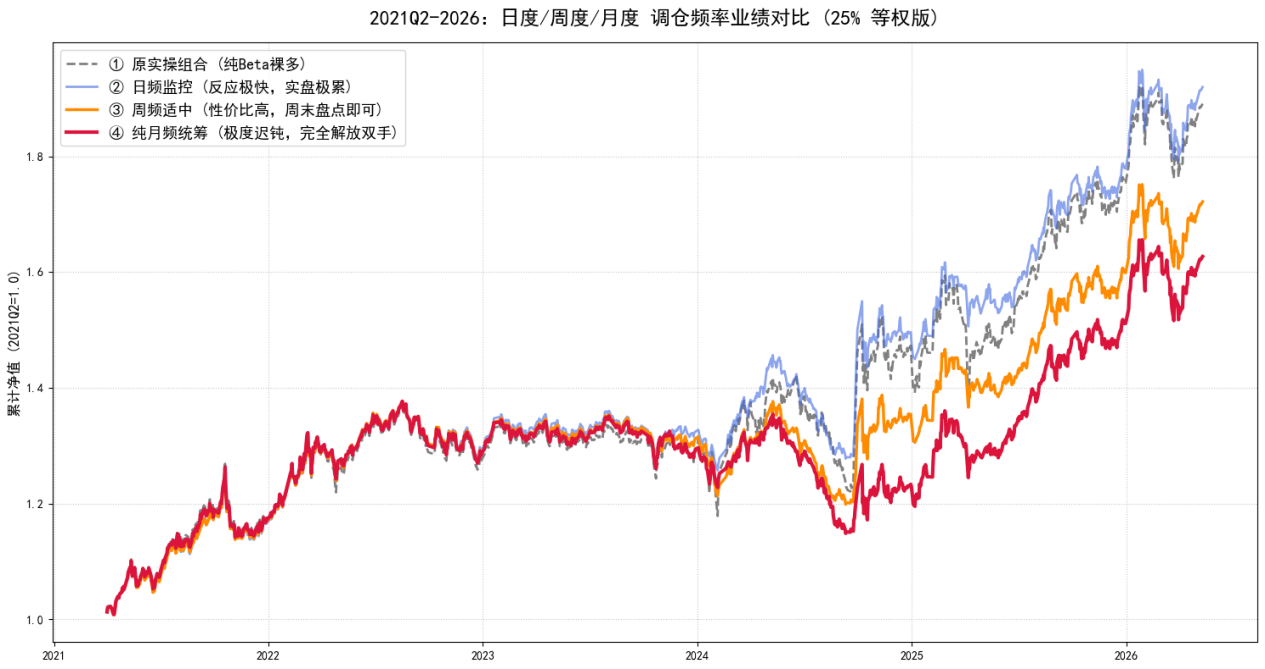 2021Q2-2026：日度/周度/月度 调仓频率业绩对比 (25% 等权版)
① 原实操组合 (纯Beta裸多)
② 日频监控 (反应极快，实盘极累)
③ 周频适中 (性价比高，周末盘点即可)
④ 纯月频统筹 (极度迟钝，完全解放双手)
累计净值 (2021Q2=1.0)
1.8
1.6
1.4
1.2
1.0
2021
2022
2023
2024
2025
2026